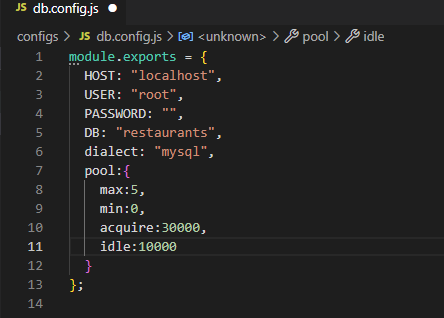 JS db.config.js
configs > JS db.config.js > <unknown> > pool > idle
1 module.exports = {
2 HOST: "localhost",
3 USER: "root",
4 PASSWORD: "",
5 DB: "restaurants",
6 dialect: "mysql",
7 pool:{
8 max:5,
9 min:0,
10 acquire:30000,
11 idle:10000
12 }
13 };
14